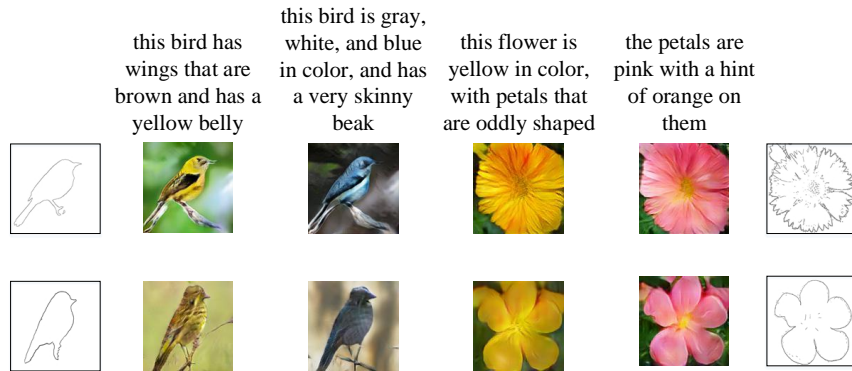 this bird has
wings that are
brown and has a
yellow belly
this bird is gray,
white, and blue
in color, and has
a very skinny
beak
this flower is
yellow in color,
with petals that
are oddly shaped
the petals are
pink with a hint
of orange on
them